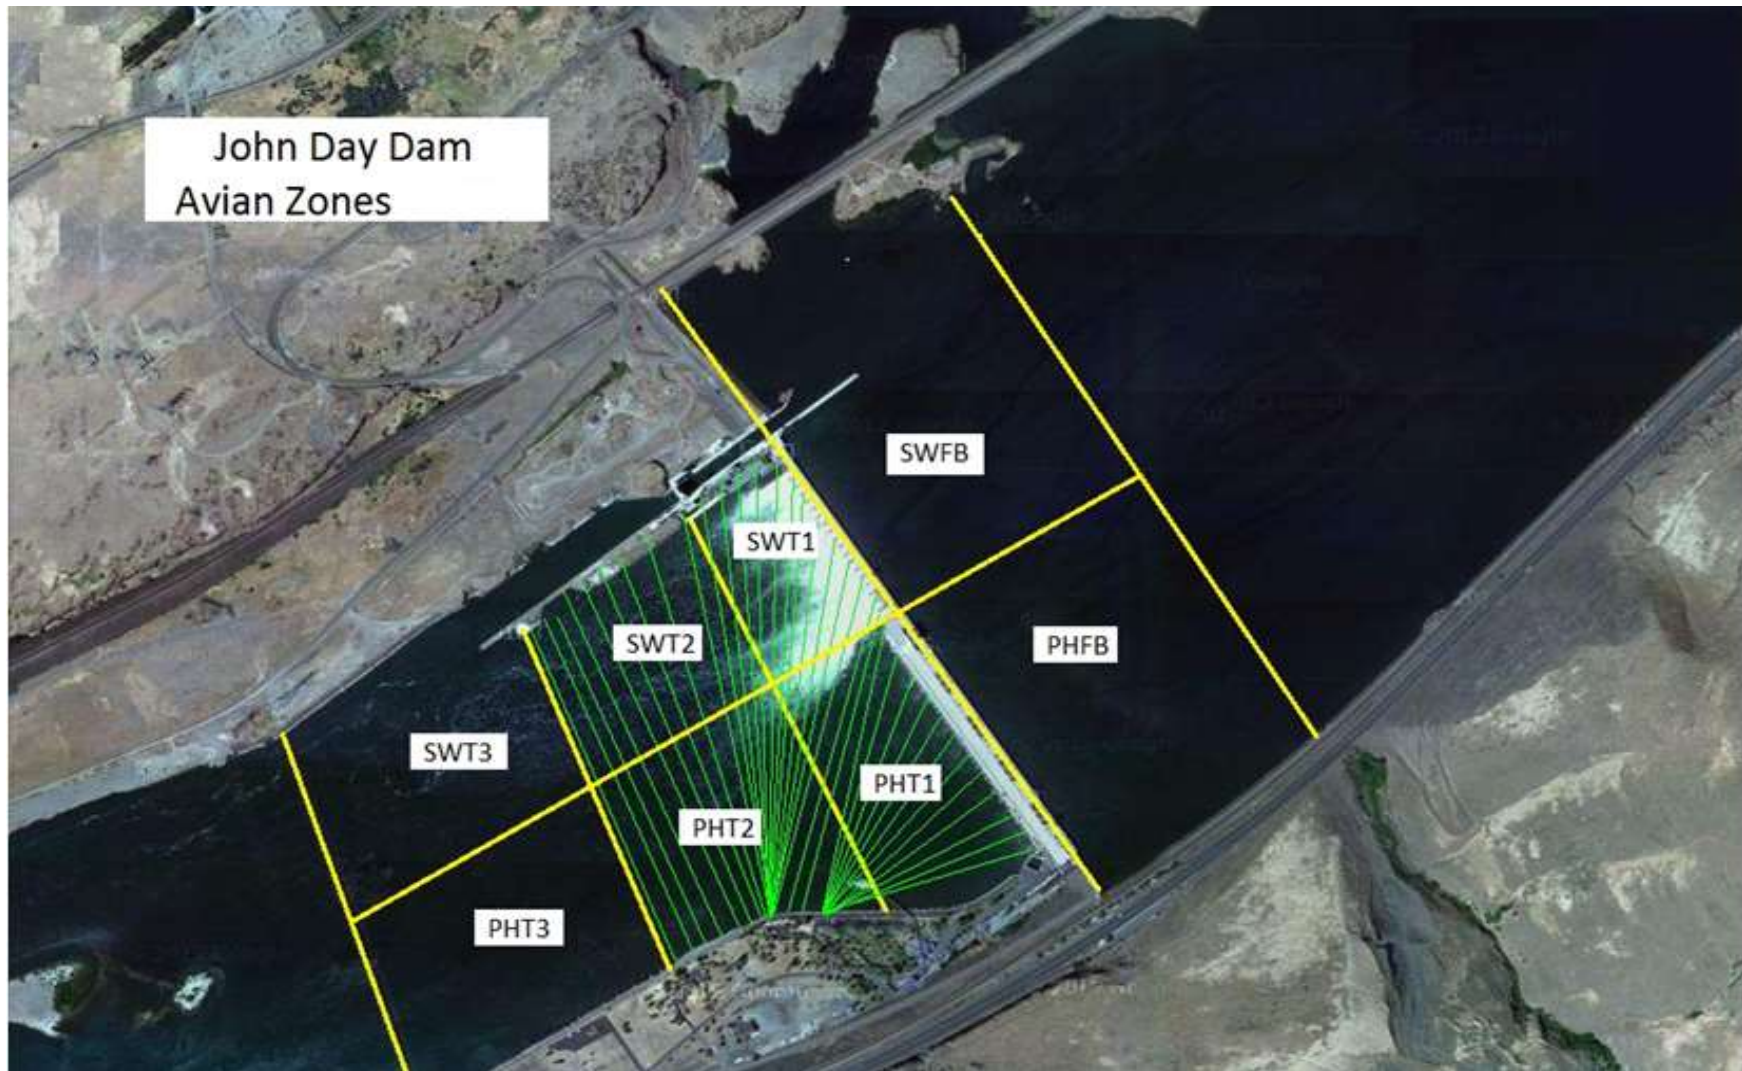 John Day Dam
Avian Zones
SWFB
SWT1
SWT2
PHFB
SWT3
PHT1
PHT2
PHT3